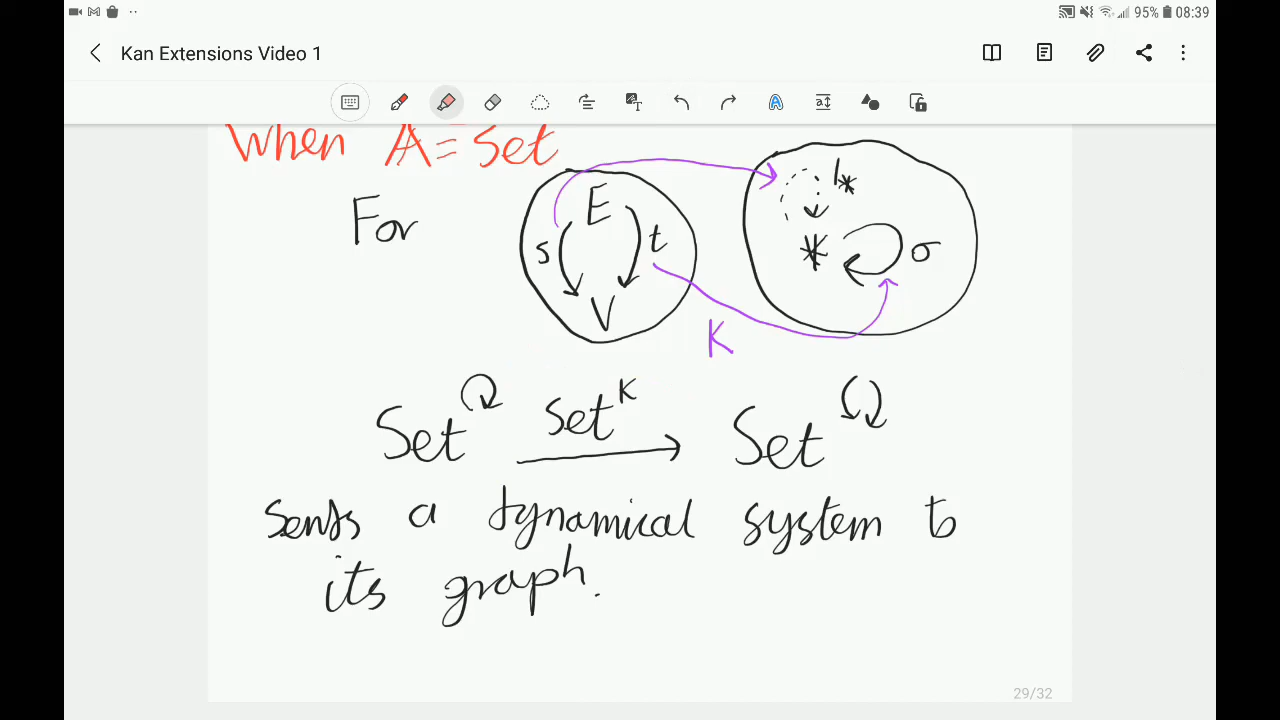 95% 08:39
Kan Extensions Video 1
When A = Set
For
E
s t
V
1*
* σ
K
Set Set^K Set
sends a dynamical system to
its graph.
29/32